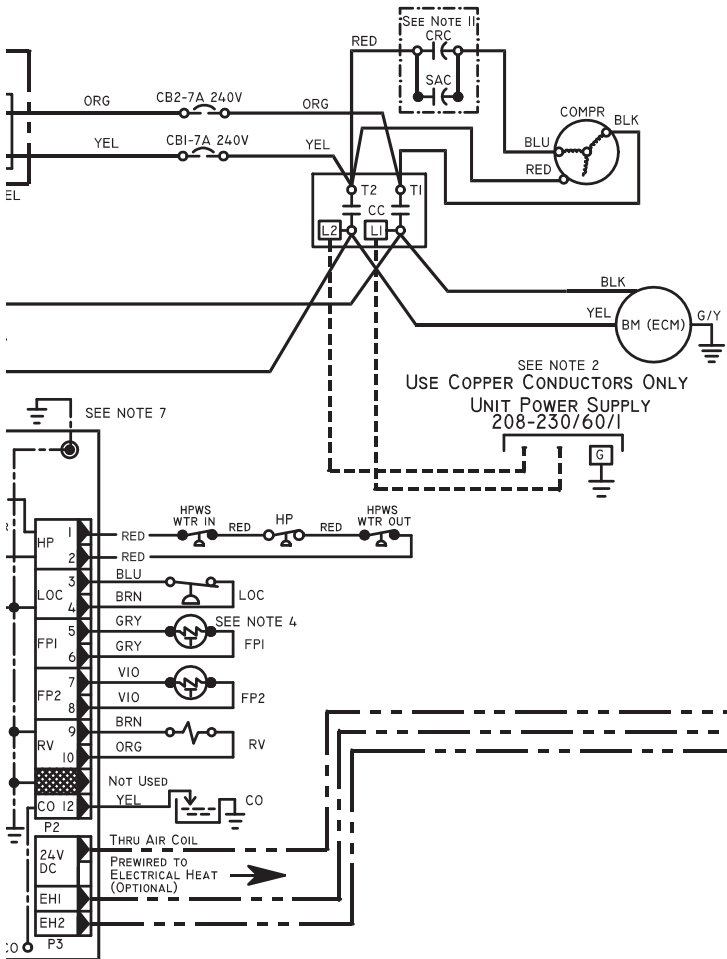 SEE NOTE 11
CRC
SAC
RED
ORG
CB2-7A 240V
ORG
COMPR
BLK
YEL
CB1-7A 240V
YEL
BLU
RED
EL
T2
T1
CC
L2
L1
BLK
YEL
BM (ECM)
G/Y
SEE NOTE 2
USE COPPER CONDUCTORS ONLY
UNIT POWER SUPPLY
208-230/60/1
G
SEE NOTE 7
HPWS
WTR IN
HP
HPWS
WTR OUT
RED
RED
RED
HP
1
2
RED
BLU
LOC
3
4
BRN
LOC
GRY
SEE NOTE 4
FP1
5
6
GRY
FP1
VIO
FP2
7
8
VIO
FP2
BRN
RV
9
10
ORG
RV
NOT USED
CO 12
YEL
CO
P2
THRU AIR COIL
24V
DC
PREWIRED TO
ELECTRICAL HEAT
(OPTIONAL)
EH1
EH2
P3
CO